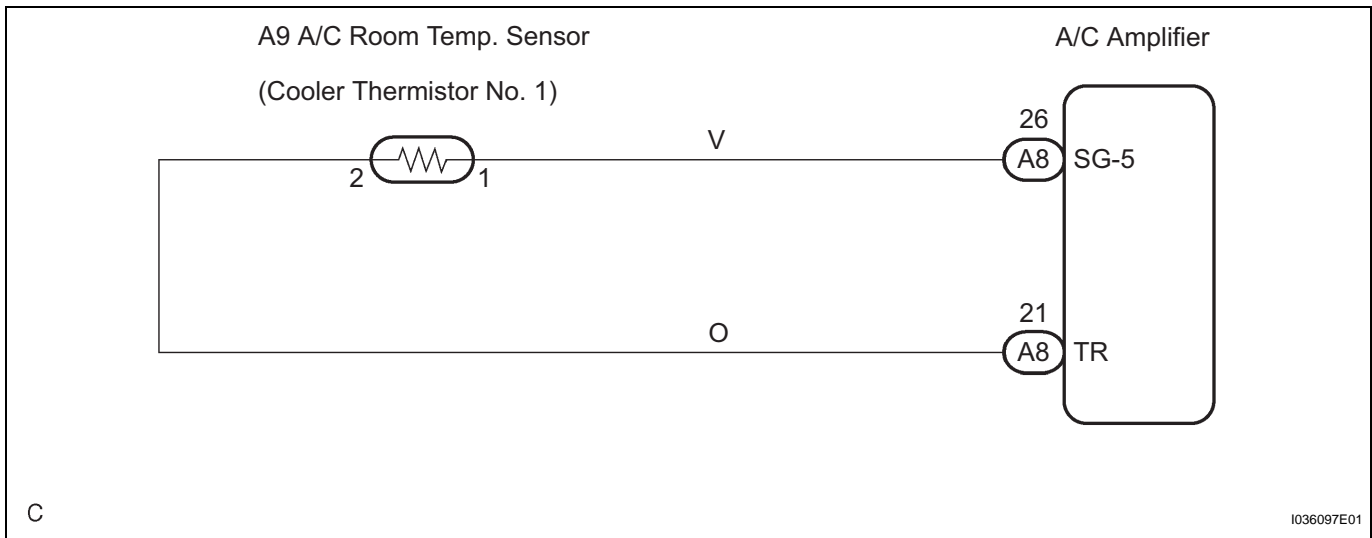 A9 A/C Room Temp. Sensor
A/C Amplifier
(Cooler Thermistor No. 1)
26
V
A8 SG-5
2
1
21
O
A8 TR
C
I036097E01